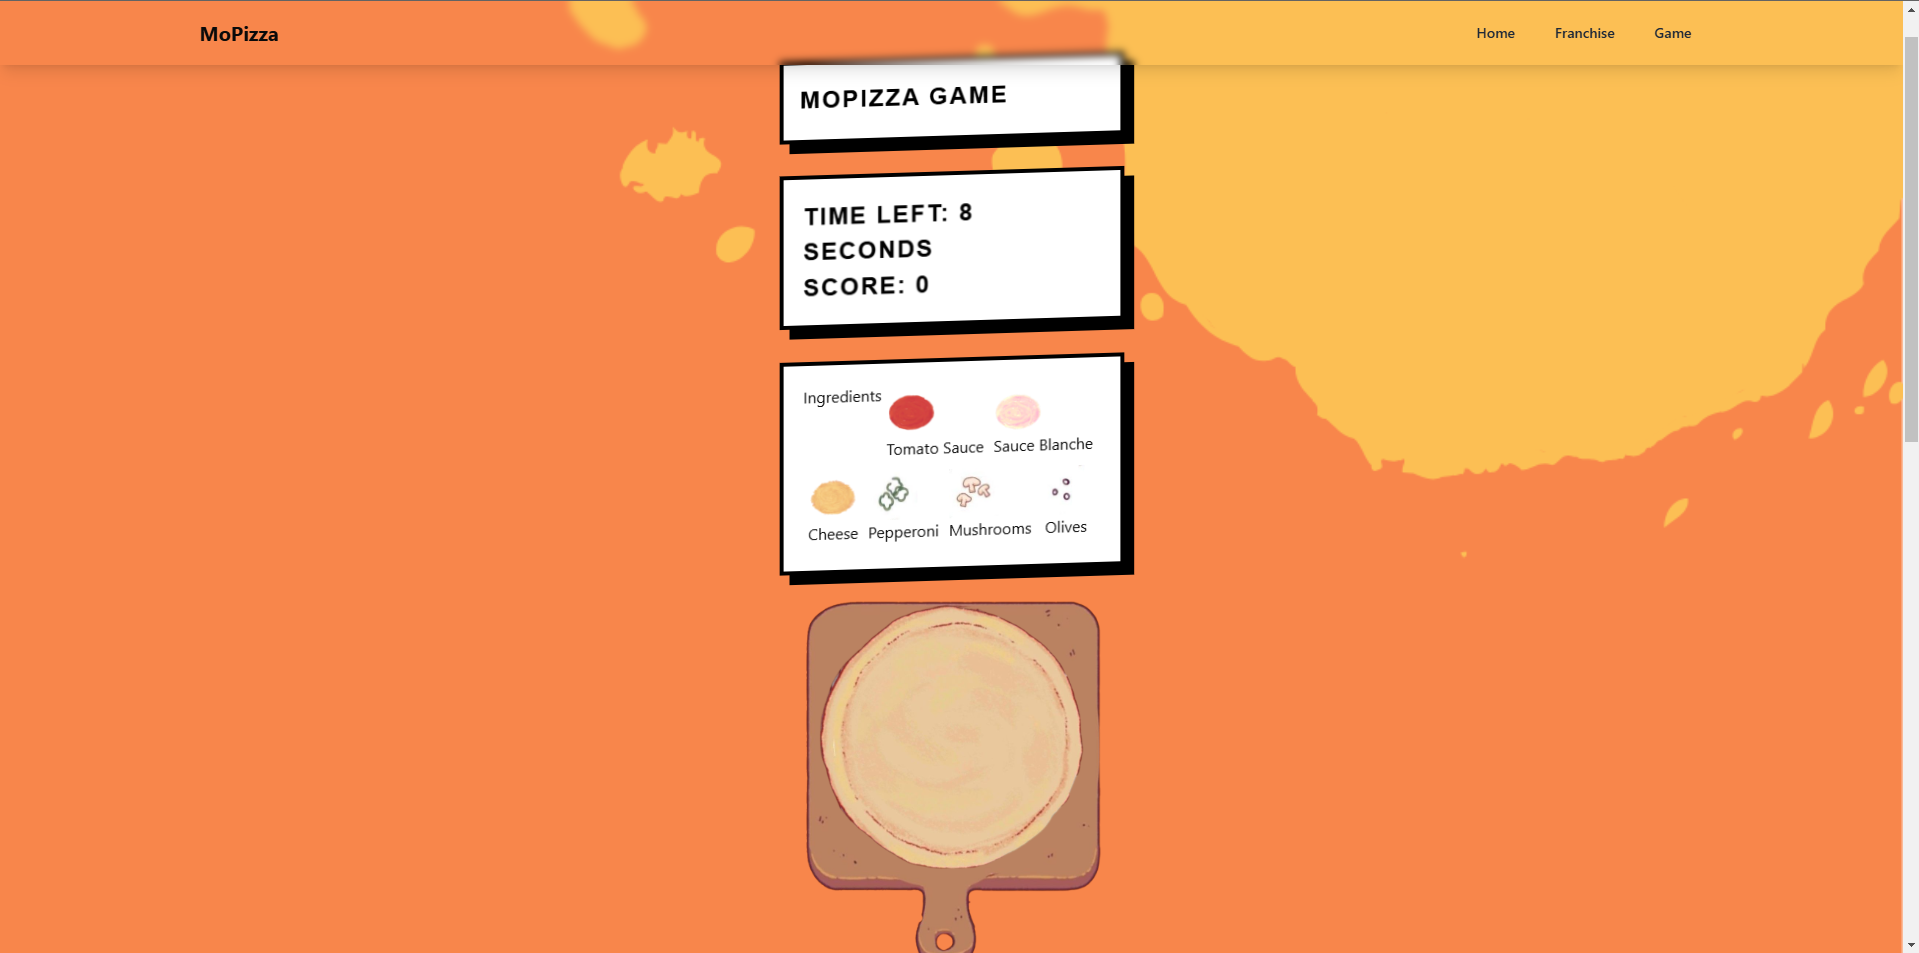 MoPizza
Home Franchise Game
MOPIZZA GAME
TIME LEFT: 8
SECONDS
SCORE: 0
Ingredients
Tomato Sauce Sauce Blanche
Cheese Pepperoni Mushrooms Olives